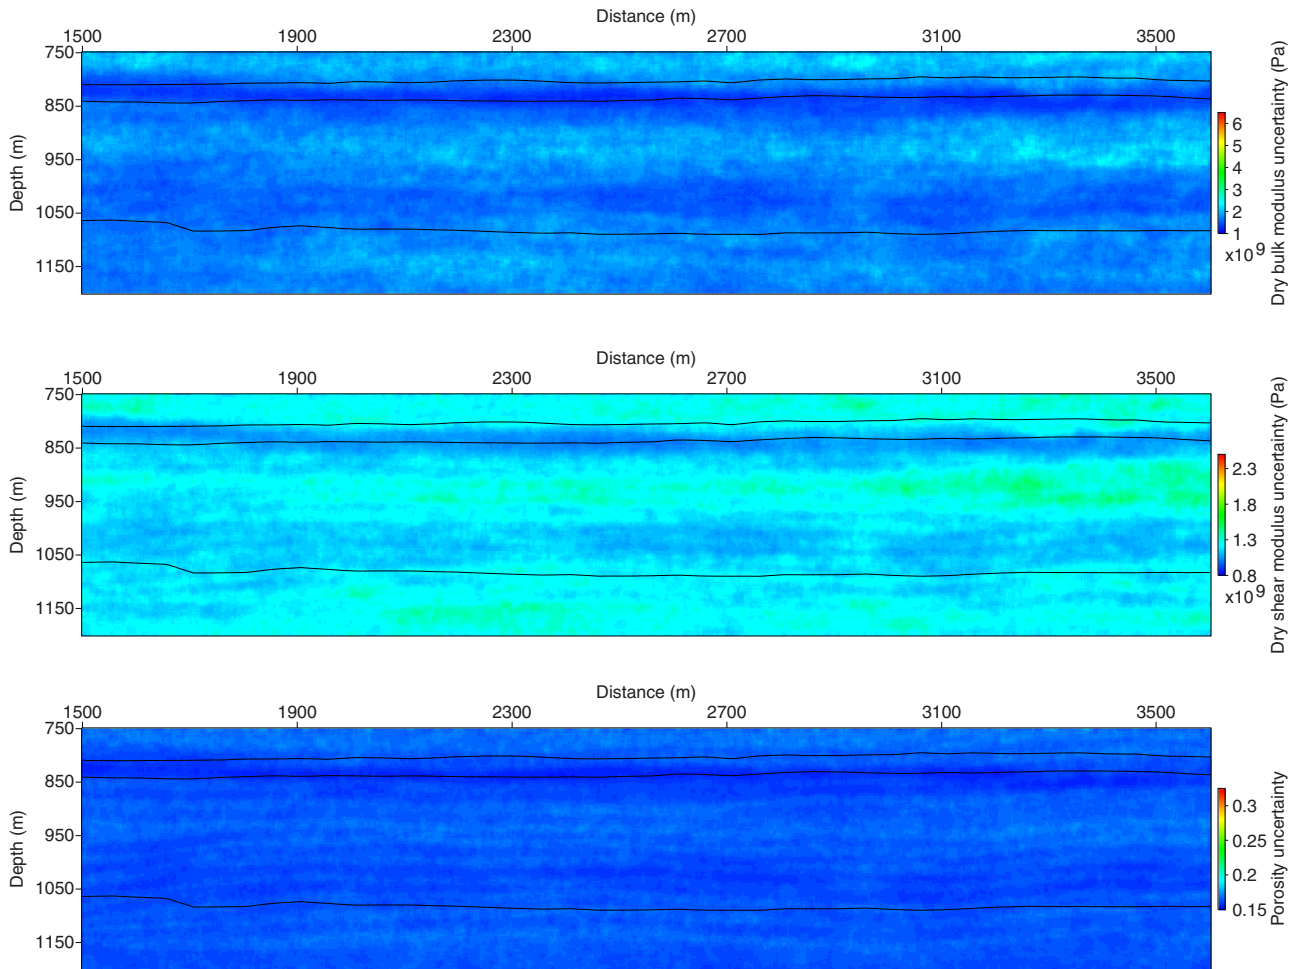 Distance (m)
1500 1900 2300 2700 3100 3500
750
850
950
1050
1150
Depth (m)
6
5
4
3
2
1
x10⁹
Dry bulk modulus uncertainty (Pa)
Distance (m)
1500 1900 2300 2700 3100 3500
750
850
950
1050
1150
Depth (m)
2.3
1.8
1.3
0.8
x10⁹
Dry shear modulus uncertainty (Pa)
Distance (m)
1500 1900 2300 2700 3100 3500
750
850
950
1050
1150
Depth (m)
0.3
0.25
0.2
0.15
Porosity uncertainty